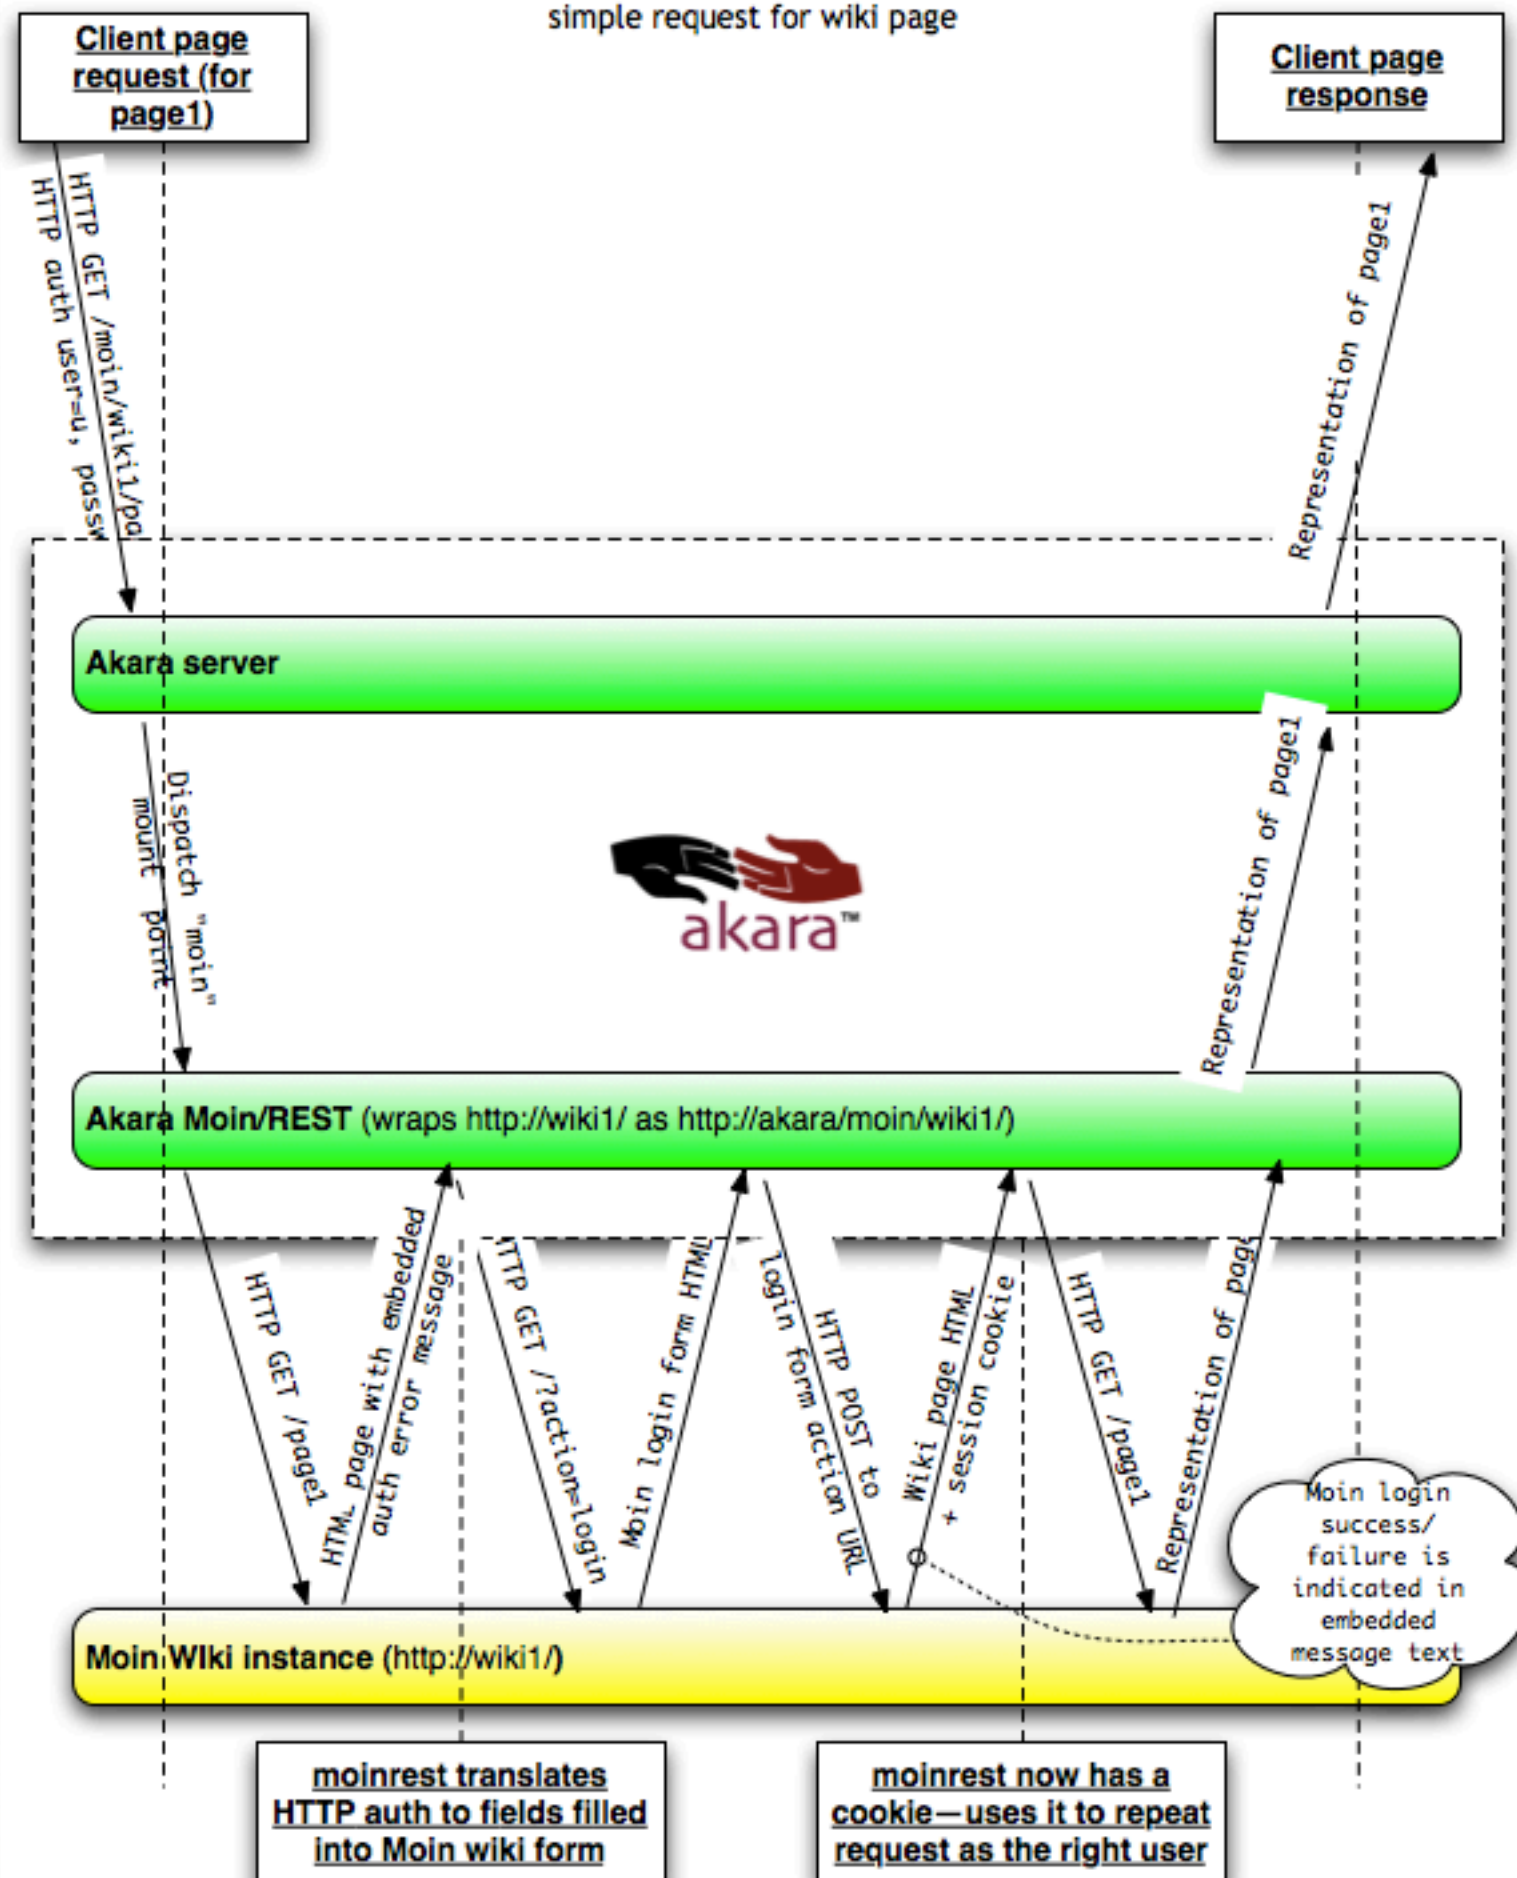 simple request for wiki page
Client page
request (for
page1)
Client page
response
HTTP GET /moin/wiki1/pa
HTTP auth user=u, passw
Representation of page1
Akara server
Dispatch "moin"
mount point
akara™
Representation of page1
Akara Moin/REST (wraps http://wiki1/ as http://akara/moin/wiki1/)
HTTP GET /page1
HTML page with embedded
auth error message
HTTP GET /?action=login
Moin login form HTML
HTTP POST to
login form action URL
Wiki page HTML
+ session cookie
HTTP GET /page1
Representation of page
Moin login
success/
failure is
indicated in
embedded
message text
Moin WIki instance (http://wiki1/)
moinrest translates
HTTP auth to fields filled
into Moin wiki form
moinrest now has a
cookie—uses it to repeat
request as the right user